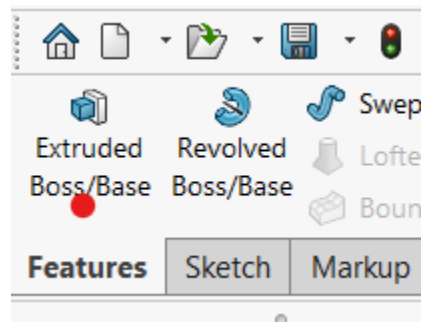 Extruded
Boss/Base
Revolved
Boss/Base
Swep
Lofte
Boun
Features
Sketch
Markup